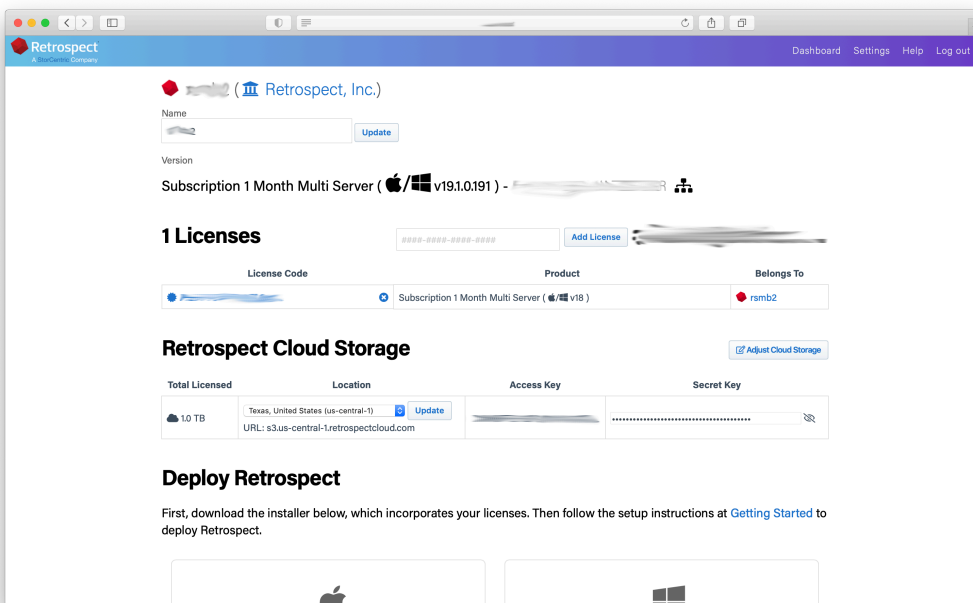 Retrospect
A StorCentric Company
Dashboard Settings Help Log out
( Retrospect, Inc.)
Name
2
Update
Version
Subscription 1 Month Multi Server ( / v19.1.0.191 ) -
1 Licenses
####-####-####-####
Add License
License Code Product Belongs To
Subscription 1 Month Multi Server ( / v18 ) rsmb2
Retrospect Cloud Storage
Adjust Cloud Storage
Total Licensed Location Access Key Secret Key
1.0 TB
Texas, United States (us-central-1)
Update
URL: s3.us-central-1.retrospectcloud.com
Deploy Retrospect
First, download the installer below, which incorporates your licenses. Then follow the setup instructions at Getting Started to
deploy Retrospect.